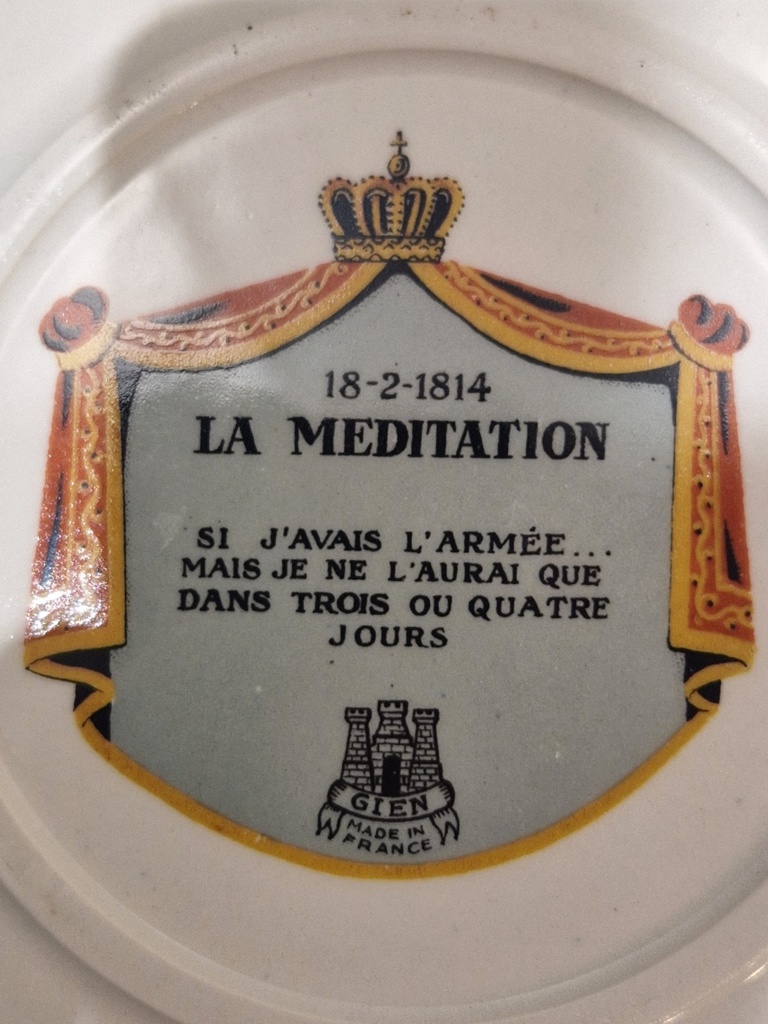 18-2-1814
LA MEDITATION
SI J'AVAIS L'ARMÉE...
MAIS JE NE L'AURAI QUE
DANS TROIS OU QUATRE
JOURS
GIEN
MADE IN
FRANCE